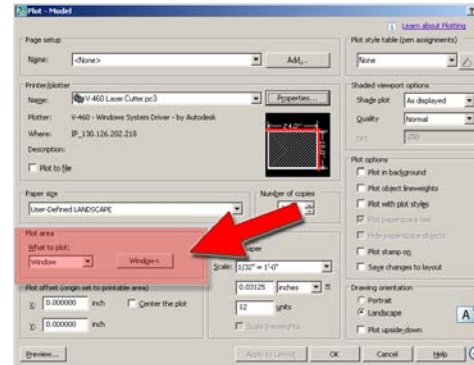 Plot - Model
Learn about Plotting
Page setup
Name:
<None>
Add...
Plot style table (pen assignments)
None
Printer/plotter
Name:
V-460 Laser Cutter pc3
Properties...
Plotter:
V-460 - Windows System Driver - by Autodesk
Where:
IP_130.126.202.218
Description:
Plot to file
24.0"
Shaded viewport options
Shade plot
As displayed
Quality
Normal
DPI
Paper size
User-Defined LANDSCAPE
Number of copies
Plot options
Plot in background
Plot object lineweights
Plot with plot styles
Plot paperspace last
Hide paperspace objects
Plot stamp on
Save changes to layout
Plot area
What to plot:
Window
Window<
Scale:
1/32" = 1'-0"
0.03125
inches
=
12
units
Scale lineweights
Plot offset (origin set to printable area)
X:
0.000000
inch
Center the plot
Y:
0.000000
inch
Drawing orientation
Portrait
Landscape
Plot upside-down
A
Preview...
Apply to Layout
OK
Cancel
Help